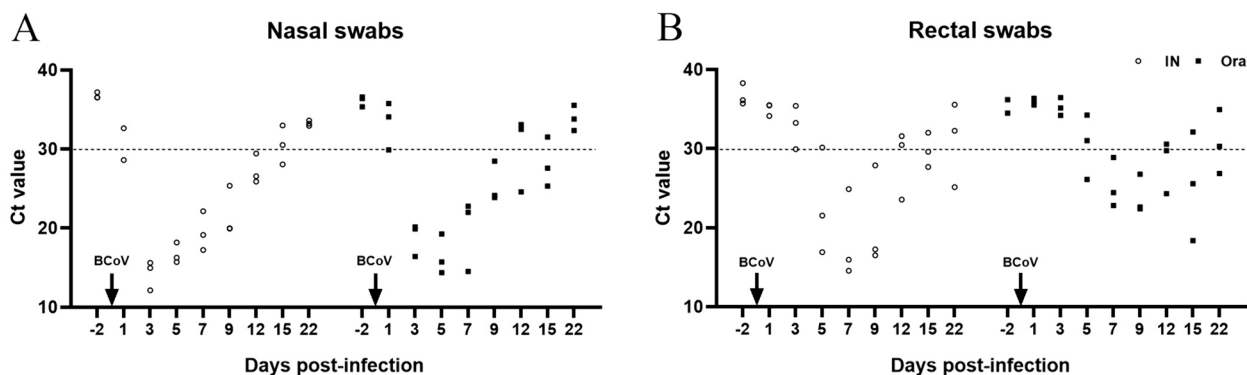 A
Nasal swabs
Ct value
40
30
20
10
BCoV
BCoV
-2 1 3 5 7 9 12 15 22 -2 1 3 5 7 9 12 15 22
Days post-infection
B
Rectal swabs
IN Ora
Ct value
40
30
20
10
BCoV
BCoV
-2 1 3 5 7 9 12 15 22 -2 1 3 5 7 9 12 15 22
Days post-infection